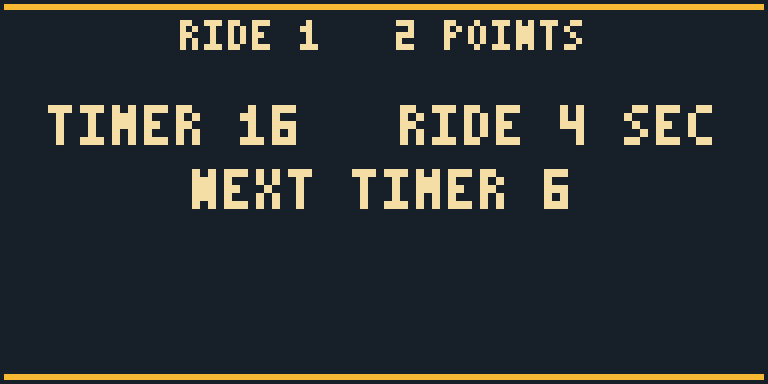 RIDE 1 2 POINTS
TIMER 16 RIDE 4 SEC
NEXT TIMER 6